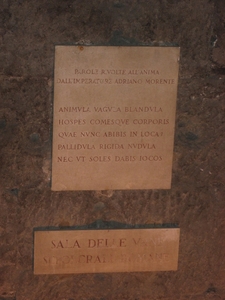 PAROLE RIVOLTE ALL'ANIMA
DALL'IMPERATORE ADRIANO MORENTE
ANIMVLA VAGVLA BLANDVLA
HOSPES COMESQVE CORPORIS
QVAE NVNC ABIBIS IN LOCA
PALLIDVLA RIGIDA NVDVLA
NEC VT SOLES DABIS IOCOS
SALA DELLE